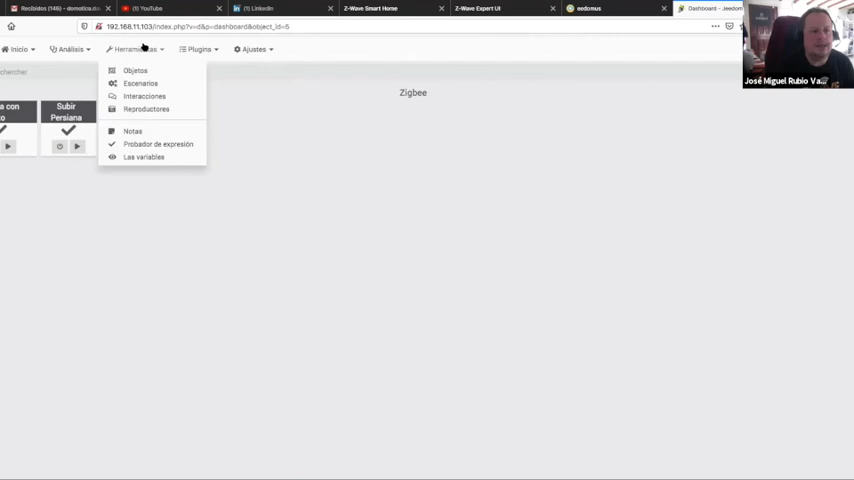 Recibidos (146) - domotica.da
(1) YouTube
(1) LinkedIn
Z-Wave Smart Home
Z-Wave Expert UI
eedomus
Dashboard - Jeedom
192.168.11.103/index.php?v=d&p=dashboard&object_id=5
Inicio
Análisis
Herramientas
Plugins
Ajustes
José Miguel Rubio Va...
Objetos
Escenarios
Interacciones
Reproductores
Notas
Probador de expresión
Las variables
Zigbee
Subir
Persiana